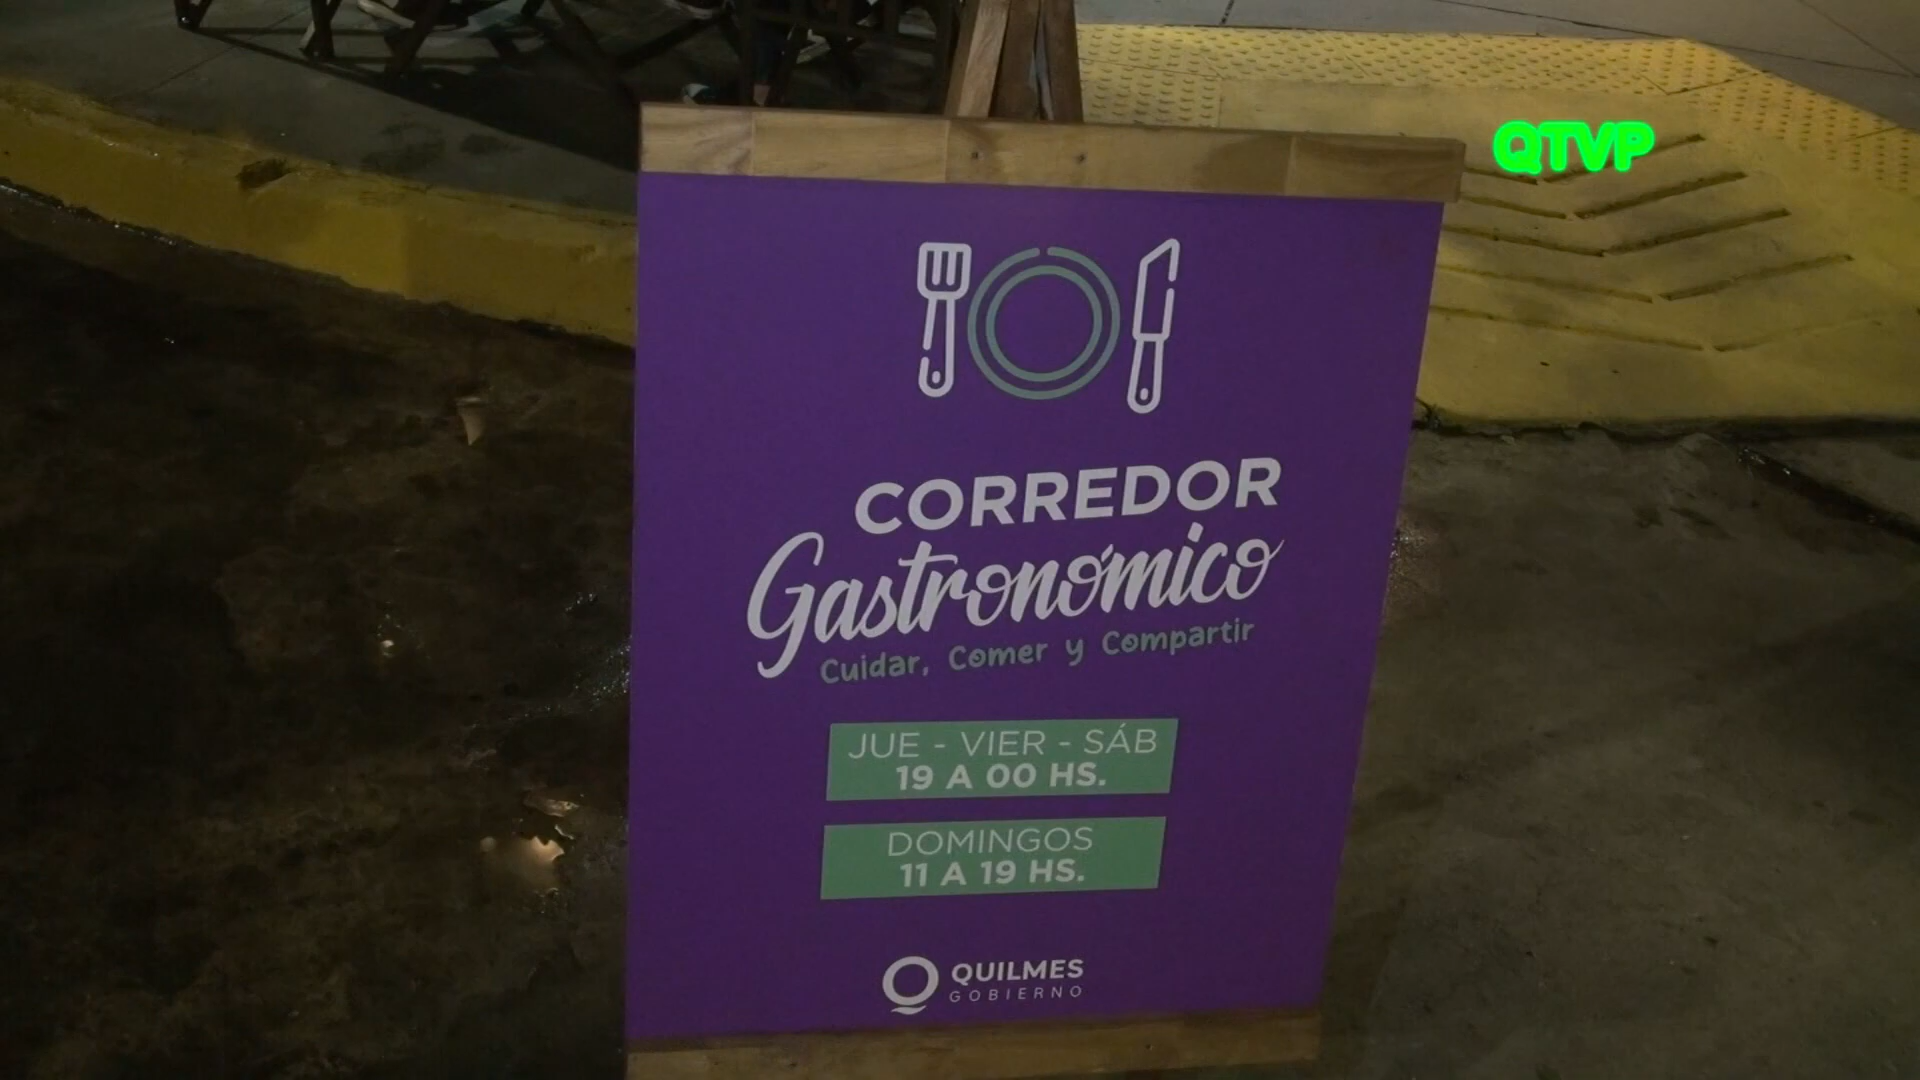 QTVP
CORREDOR
Gastronómico
Cuidar, Comer y Compartir
JUE - VIER - SÁB
19 A 00 HS.
DOMINGOS
11 A 19 HS.
QUILMES
GOBIERNO